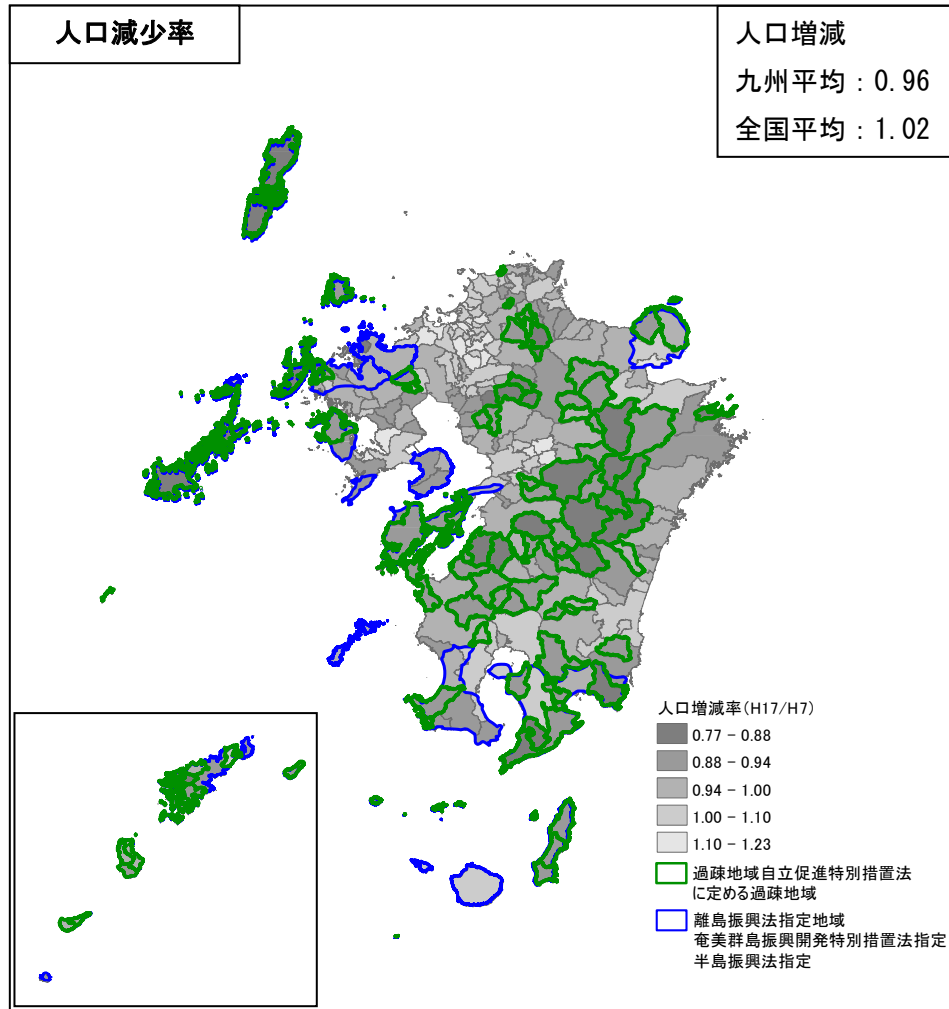 人口減少率
人口増減
九州平均：0.96
全国平均：1.02
人口増減率(H17/H7)
0.77 − 0.88
0.88 − 0.94
0.94 − 1.00
1.00 − 1.10
1.10 − 1.23
過疎地域自立促進特別措置法
に定める過疎地域
離島振興法指定地域
奄美群島振興開発特別措置法指定
半島振興法指定